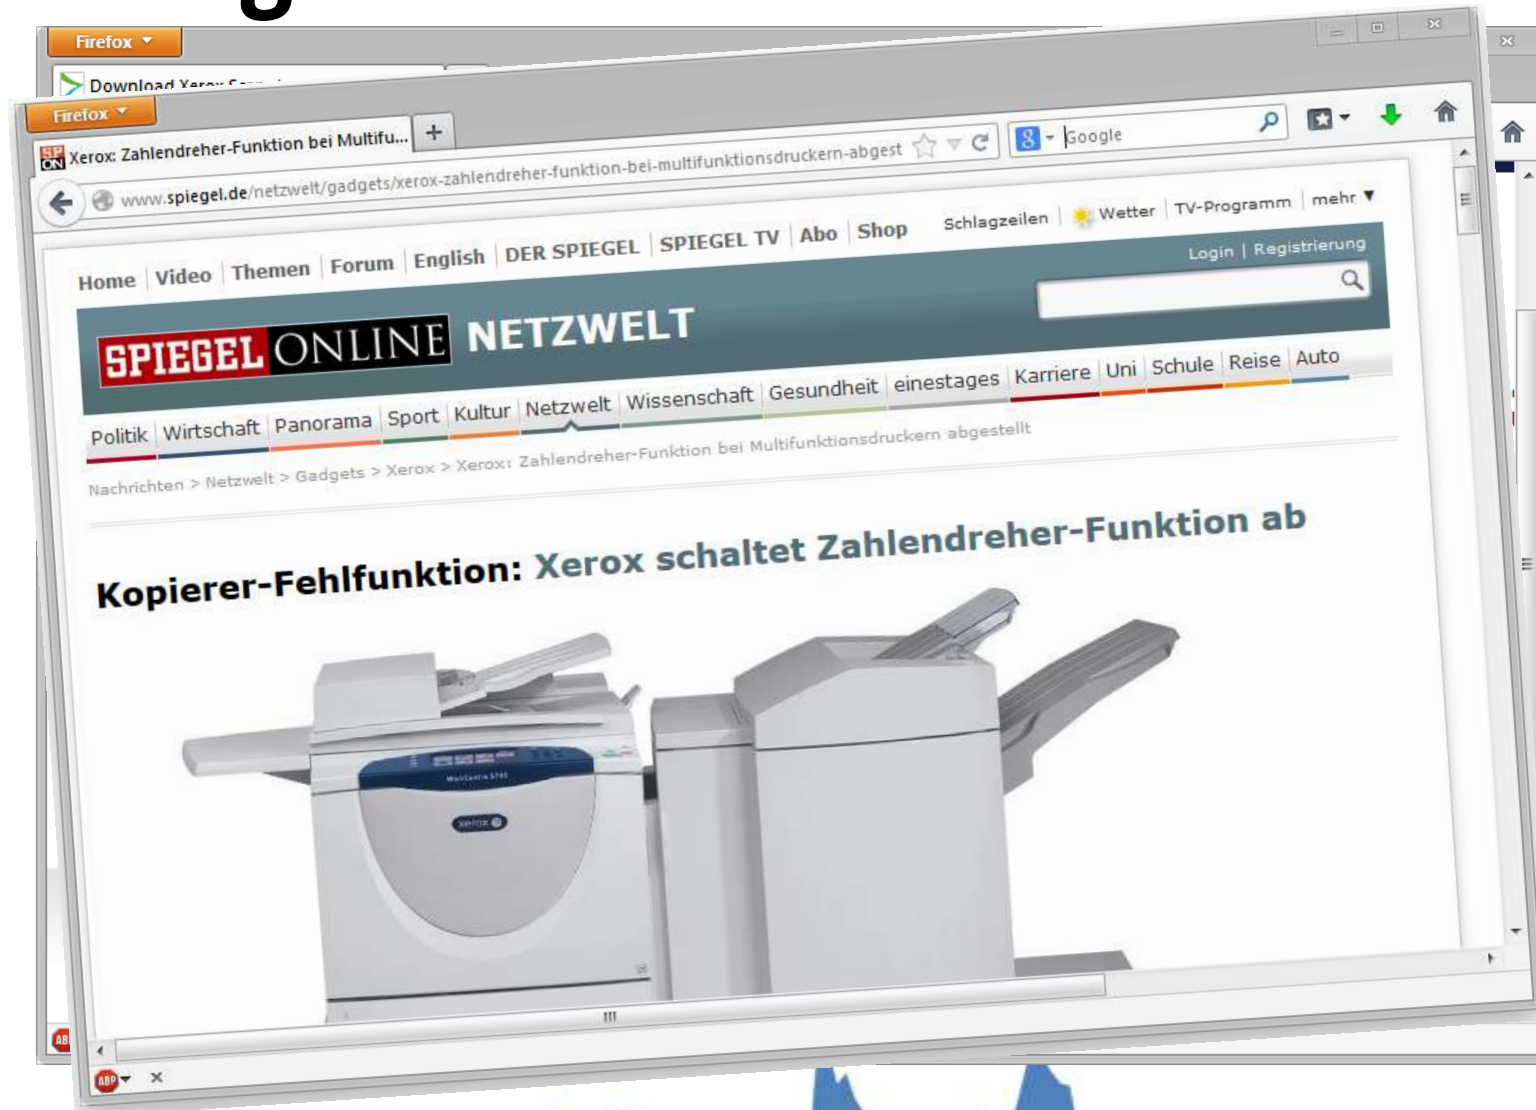 g
Firefox
Download Xerox
Firefox
Xerox: Zahlendreher-Funktion bei Multifu...
www.spiegel.de/netzwelt/gadgets/xerox-zahlendreher-funktion-bei-multifunktionsdruckern-abgest
Google
Home Video Themen Forum English DER SPIEGEL SPIEGEL TV Abo Shop Schlagzeilen Wetter TV-Programm mehr ▼
Login | Registrierung
SPIEGEL ONLINE NETZWELT
Politik Wirtschaft Panorama Sport Kultur Netzwelt Wissenschaft Gesundheit einestages Karriere Uni Schule Reise Auto
Nachrichten > Netzwelt > Gadgets > Xerox > Xerox: Zahlendreher-Funktion bei Multifunktionsdruckern abgestellt
Kopierer-Fehlfunktion: Xerox schaltet Zahlendreher-Funktion ab
xerox
ABP